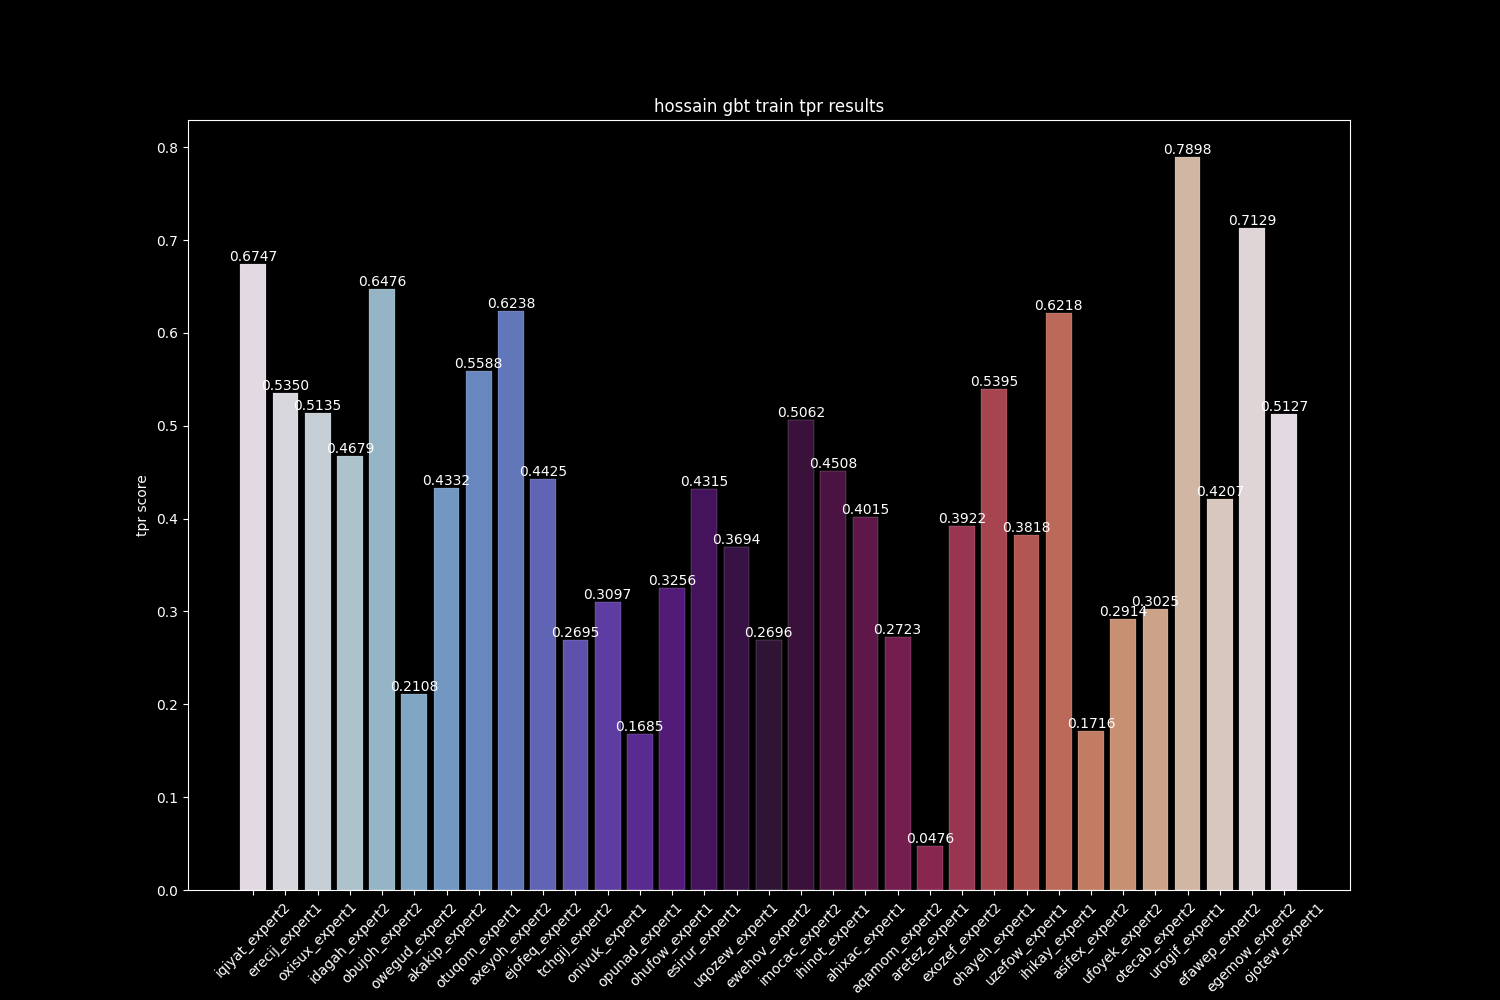 hossain gbt train tpr results
tpr score
0.8
0.7
0.6
0.5
0.4
0.3
0.2
0.1
0.0
0.6747
0.5350
0.5135
0.4679
0.6476
0.2108
0.4332
0.5588
0.6238
0.4425
0.2695
0.3097
0.1685
0.3256
0.4315
0.3694
0.2696
0.5062
0.4508
0.4015
0.2723
0.0476
0.3922
0.5395
0.3818
0.6218
0.1716
0.2914
0.3025
0.7898
0.4207
0.7129
0.5127
iqjyat_expert2
erecij_expert1
oxisux_expert1
idagah_expert2
obujoh_expert2
owegud_expert2
akakip_expert2
otuqom_expert1
axeyoh_expert2
ejofeq_expert2
tchgjj_expert2
onivuk_expert1
opunad_expert1
ohufow_expert1
esirur_expert1
uqozew_expert1
ewehov_expert2
imocac_expert2
ihinot_expert1
ahixac_expert1
aqamom_expert2
aretez_expert1
exozef_expert2
ohayeh_expert1
uzefow_expert1
ihikay_expert1
asifex_expert2
ufoyek_expert2
otecab_expert2
urogif_expert1
efawep_expert2
egemow_expert2
ojotew_expert1